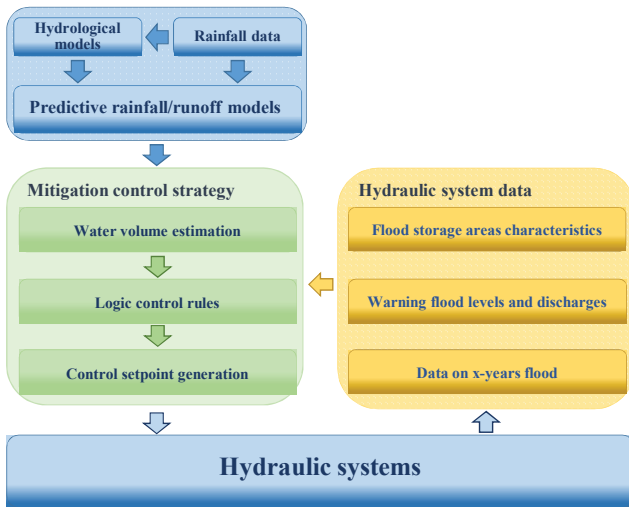 Hydrological
models
Rainfall data
Predictive rainfall/runoff models
Mitigation control strategy
Water volume estimation
Logic control rules
Control setpoint generation
Hydraulic system data
Flood storage areas characteristics
Warning flood levels and discharges
Data on x-years flood
Hydraulic systems